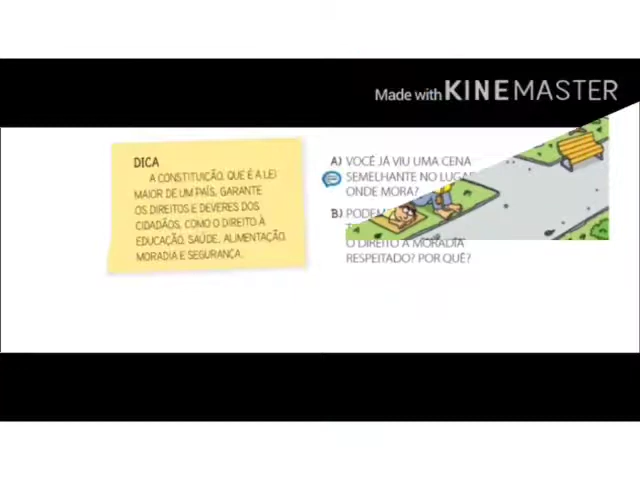 Made with KINEMASTER
DICA
A CONSTITUIÇÃO, QUE É A LEI
MAIOR DE UM PAÍS, GARANTE
OS DIREITOS E DEVERES DOS
CIDADÃOS, COMO O DIREITO À
EDUCAÇÃO, SAÚDE, ALIMENTAÇÃO,
MORADIA E SEGURANÇA.
A) VOCÊ JÁ VIU UMA CENA
SEMELHANTE NO LUGAR
ONDE MORA?
B)
O DIREITO À MORADIA
RESPEITADO? POR QUÊ?